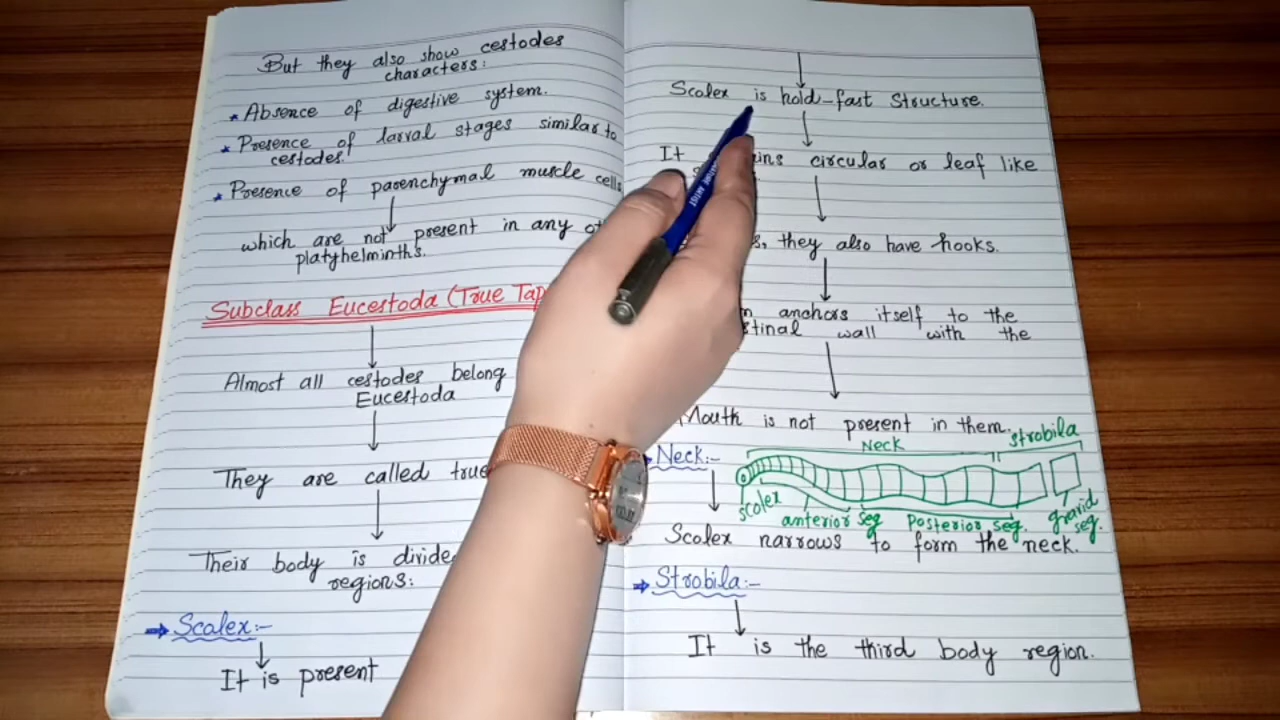 But they also show cestodes
characters:
Absence of digestive system.
Presence of larval stages similar to
cestodes.
Presence of parenchymal muscle cells
which are not present in any
platyhelminths.
Subclass Eucestoda (True
Almost all cestodes belong
Eucestoda
They are called true
Their body is divide
regions:
Scalex:-
It is present
Scalex is hold-fast Structure.
It circular or leaf like
they also have hooks.
anchors itself to the
wall with the
Mouth is not present in them.
Neck
strobila
Neck:-
scolex
anterior seg
Posterior seg.
gravid
seg.
Scalex narrows to form the neck.
Strobila:-
It is the third body region.